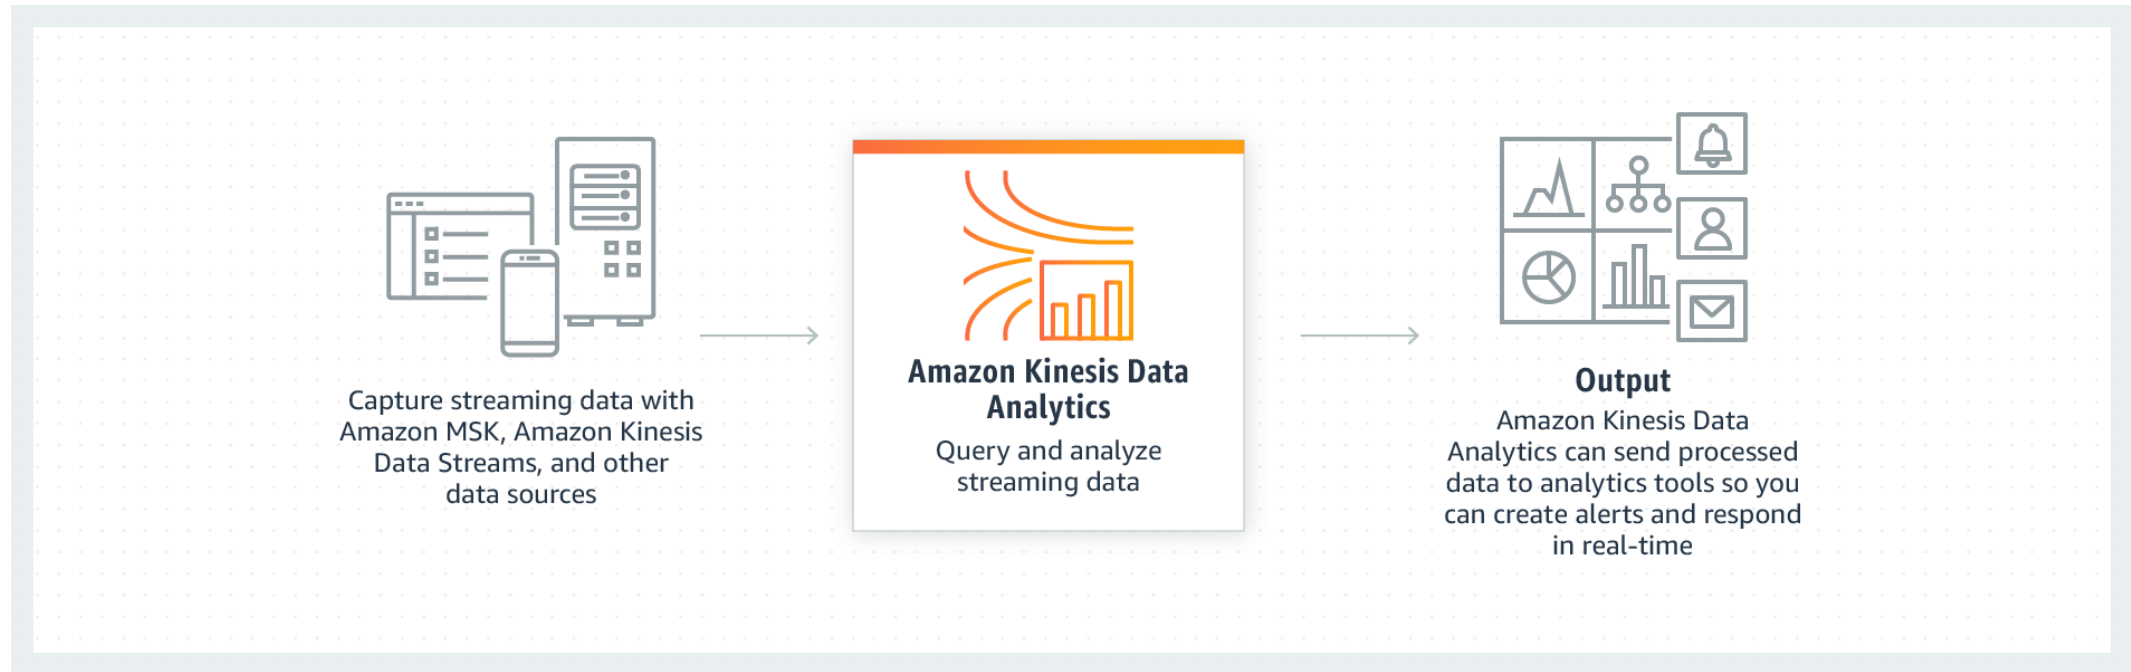 Capture streaming data with
Amazon MSK, Amazon Kinesis
Data Streams, and other
data sources
Amazon Kinesis Data
Analytics
Query and analyze
streaming data
Output
Amazon Kinesis Data
Analytics can send processed
data to analytics tools so you
can create alerts and respond
in real-time